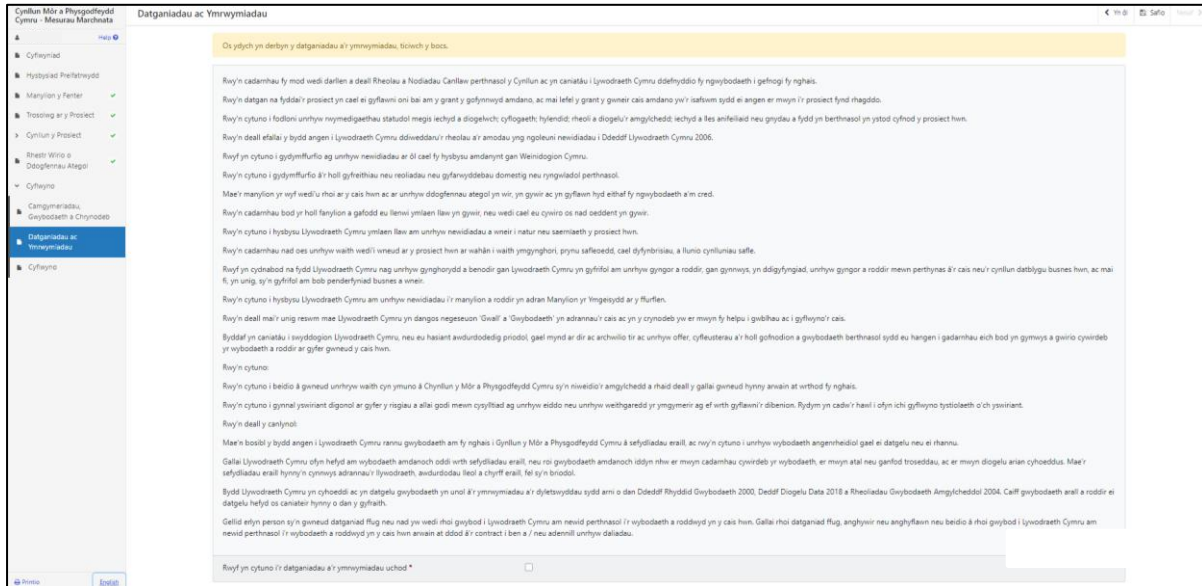 Cynllun Môr a Physgodfeydd
Cymru - Mesurau Marchnata
Help
Cyflwyniad
Hysbysiad Preifatrwydd
Manylion y Fenter
Trosolwg ar y Prosiect
Cynllun y Prosiect
Rhestr Wirio o
Ddogfennau Ategol
Cyflwyno
Camgymeriadau,
Gwybodaeth a Chrynodeb
Datganiadau ac
Ymrwymiadau
Cyflwyno
Printio
English
Datganiadau ac Ymrwymiadau
Yn ôl
Safio
Nesaf
Os ydych yn derbyn y datganiadau a'r ymrwymiadau, ticiwch y bocs.
Rwy'n cadarnhau fy mod wedi darllen a deall Rheolau a Nodiadau Canllaw perthnasol y Cynllun ac yn caniatáu i Lywodraeth Cymru ddefnyddio fy ngwybodaeth i gefnogi fy nghais.
Rwy'n datgan na fyddai'r prosiect yn cael ei gyflawni oni bai am y grant y gofynnwyd amdano, ac mai lefel y grant y gwneir cais amdano yw'r isafswm sydd ei angen er mwyn i'r prosiect fynd rhagddo.
Rwy'n cytuno i fodloni unrhyw rwymedigaethau statudol megis iechyd a diogelwch; cyflogaeth; hylendid; rheoli a diogelu'r amgylchedd; iechyd a lles anifeiliaid neu gnydau a fydd yn berthnasol yn ystod cyfnod y prosiect hwn.
Rwy'n deall efallai y bydd angen i Lywodraeth Cymru ddiweddaru'r rheolau a'r amodau yng ngoleuni newidiadau i Ddeddf Llywodraeth Cymru 2006.
Rwyf yn cytuno i gydymffurfio ag unrhyw newidiadau ar ôl cael fy hysbysu amdanynt gan Weinidogion Cymru.
Rwy'n cytuno i gydymffurfio â'r holl gyfreithiau neu reoliadau neu gyfarwyddebau domestig neu ryngwladol perthnasol.
Mae'r manylion yr wyf wedi'u rhoi ar y cais hwn ac ar unrhyw ddogfennau ategol yn wir, yn gywir ac yn gyflawn hyd eithaf fy ngwybodaeth a'm cred.
Rwy'n cadarnhau bod yr holl fanylion a gafodd eu llenwi ymlaen llaw yn gywir, neu wedi cael eu cywiro os nad oeddent yn gywir.
Rwy'n cytuno i hysbysu Llywodraeth Cymru ymlaen llaw am unrhyw newidiadau a wneir i natur neu saernïaeth y prosiect hwn.
Rwy'n cadarnhau nad oes unrhyw waith wedi'i wneud ar y prosiect hwn ar wahân i waith ymgynghori, prynu safleoedd, cael dyfynbrisiau, a llunio cynlluniau safle.
Rwyf yn cydnabod na fydd Llywodraeth Cymru nag unrhyw gynghorydd a benodir gan Lywodraeth Cymru yn gyfrifol am unrhyw gyngor a roddir, gan gynnwys, yn ddigyfyngiad, unrhyw gyngor a roddir mewn perthynas â'r cais neu'r cynllun datblygu busnes hwn, ac mai
fi, yn unig, sy'n gyfrifol am bob penderfyniad busnes a wneir.
Rwy'n cytuno i hysbysu Llywodraeth Cymru am unrhyw newidiadau i'r manylion a roddir yn adran Manylion yr Ymgeisydd ar y ffurflen.
Rwy'n deall mai'r unig reswm mae Llywodraeth Cymru yn dangos negeseuon 'Gwall' a 'Gwybodaeth' yn adrannau'r cais ac yn y crynodeb yw er mwyn fy helpu i gwblhau ac i gyflwyno'r cais.
Byddaf yn caniatáu i swyddogion Llywodraeth Cymru, neu eu hasiant awdurdodedig priodol, gael mynd ar dir ac archwilio tir ac unrhyw offer, cyfleusterau a'r holl gofnodion a gwybodaeth berthnasol sydd eu hangen i gadarnhau eich bod yn gymwys a gwirio cywirdeb
yr wybodaeth a roddir ar gyfer gwneud y cais hwn.
Rwy'n cytuno:
Rwy'n cytuno i beidio â gwneud unrhryw waith cyn ymuno â Chynllun y Môr a Physgodfeydd Cymru sy'n niweidio'r amgylchedd a rhaid deall y gallai gwneud hynny arwain at wrthod fy nghais.
Rwy'n cytuno i gynnal yswiriant digonol ar gyfer y risgiau a allai godi mewn cysylltiad ag unrhyw eiddo neu unrhyw weithgaredd yr ymgymerir ag ef wrth gyflawni'r dibenion. Rydym yn cadw'r hawl i ofyn ichi gyflwyno tystiolaeth o'ch yswiriant.
Rwy'n deall y canlynol:
Mae'n bosibl y bydd angen i Lywodraeth Cymru rannu gwybodaeth am fy nghais i Gynllun y Môr a Physgodfeydd Cymru â sefydliadau eraill, ac rwy'n cytuno i unrhyw wybodaeth angenrheidiol gael ei datgelu neu ei rhannu.
Gallai Llywodraeth Cymru ofyn hefyd am wybodaeth amdanoch oddi wrth sefydliadau eraill, neu roi gwybodaeth amdanoch iddyn nhw er mwyn cadarnhau cywirdeb yr wybodaeth, er mwyn atal neu ganfod troseddau, ac er mwyn diogelu arian cyhoeddus. Mae'r
sefydliadau eraill hynny'n cynnwys adrannau'r llywodraeth, awdurdodau lleol a chyrff eraill, fel sy'n briodol.
Bydd Llywodraeth Cymru yn cyhoeddi ac yn datgelu gwybodaeth yn unol â'r ymrwymiadau a'r dyletswyddau sydd arni o dan Ddeddf Rhyddid Gwybodaeth 2000, Deddf Diogelu Data 2018 a Rheoliadau Gwybodaeth Amgylcheddol 2004. Caiff gwybodaeth arall a roddir ei
datgelu hefyd os caniateir hynny o dan y gyfraith.
Gellid erlyn person sy'n gwneud datganiad ffug neu nad yw wedi rhoi gwybod i Lywodraeth Cymru am newid perthnasol i'r wybodaeth a roddwyd yn y cais hwn. Gallai rhoi datganiad ffug, anghywir neu anghyflawn neu beidio â rhoi gwybod i Lywodraeth Cymru am
newid perthnasol i'r wybodaeth a roddwyd yn y cais hwn arwain at ddod â'r contract i ben a / neu adennill unrhyw daliadau.
Rwyf yn cytuno i'r datganiadau a'r ymrwymiadau uchod *